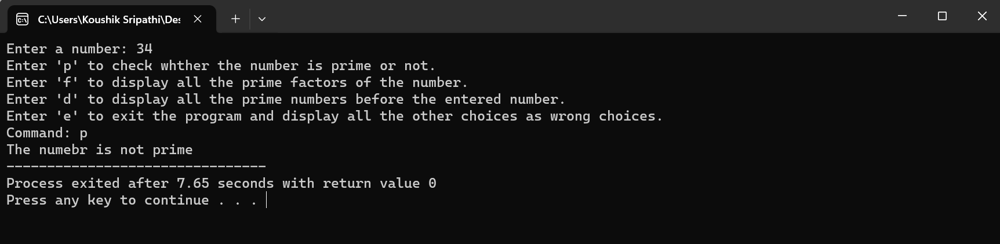 C:\Users\Koushik Sripathi\Des
Enter a number: 34
Enter 'p' to check whther the number is prime or not.
Enter 'f' to display all the prime factors of the number.
Enter 'd' to display all the prime numbers before the entered number.
Enter 'e' to exit the program and display all the other choices as wrong choices.
Command: p
The numebr is not prime
--------------------------------
Process exited after 7.65 seconds with return value 0
Press any key to continue . . .